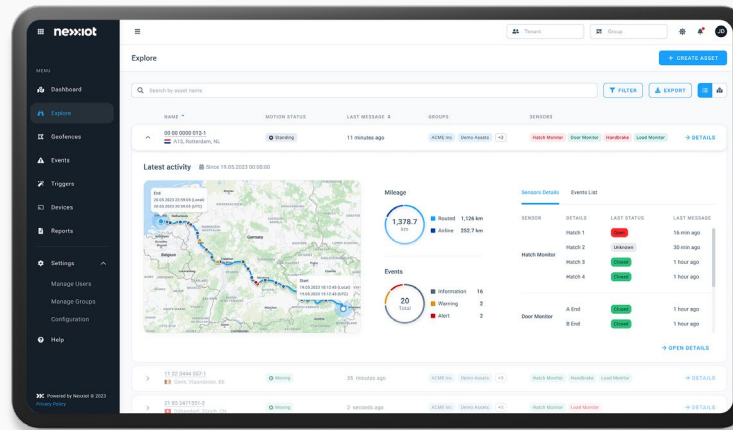 nexxiot
Tenant
Group
JD
MENU
Dashboard
Explore
Geofences
Events
Triggers
Devices
Reports
Settings
Manage Users
Manage Groups
Configuration
Help
Powered by Nexxiot © 2023
Privacy Policy
Explore
+ CREATE ASSET
Search by asset name
FILTER
EXPORT
NAME
MOTION STATUS
LAST MESSAGE
GROUPS
SENSORS
00 00 0000 012-1
A15, Rotterdam, NL
Standing
11 minutes ago
ACME Inc
Demo Assets
+3
Hatch Monitor
Door Monitor
Handbrake
Load Monitor
DETAILS
Latest activity
Since 19.05.2023 00:00:00
End
Netherlands
Belgium
Germany
Start
Mileage
1,378.7
km
Routed 1,126 km
Airline 252.7 km
Events
20
Total
Information 16
Warning 2
Alert 2
Sensors Details
Events List
SENSOR
DETAILS
LAST STATUS
LAST MESSAGE
Hatch Monitor
Hatch 1
Open
16 min ago
Hatch 2
Unknown
30 min ago
Hatch 3
Closed
1 hour ago
Hatch 4
Closed
1 hour ago
Door Monitor
A End
Closed
1 hour ago
B End
Closed
1 hour ago
OPEN DETAILS
Moving
35 minutes ago
ACME Inc
Demo Assets
+3
Hatch Monitor
Handbrake
Load Monitor
DETAILS
Moving
2 seconds ago
ACME Inc
Demo Assets
+3
Hatch Monitor
Load Monitor
DETAILS